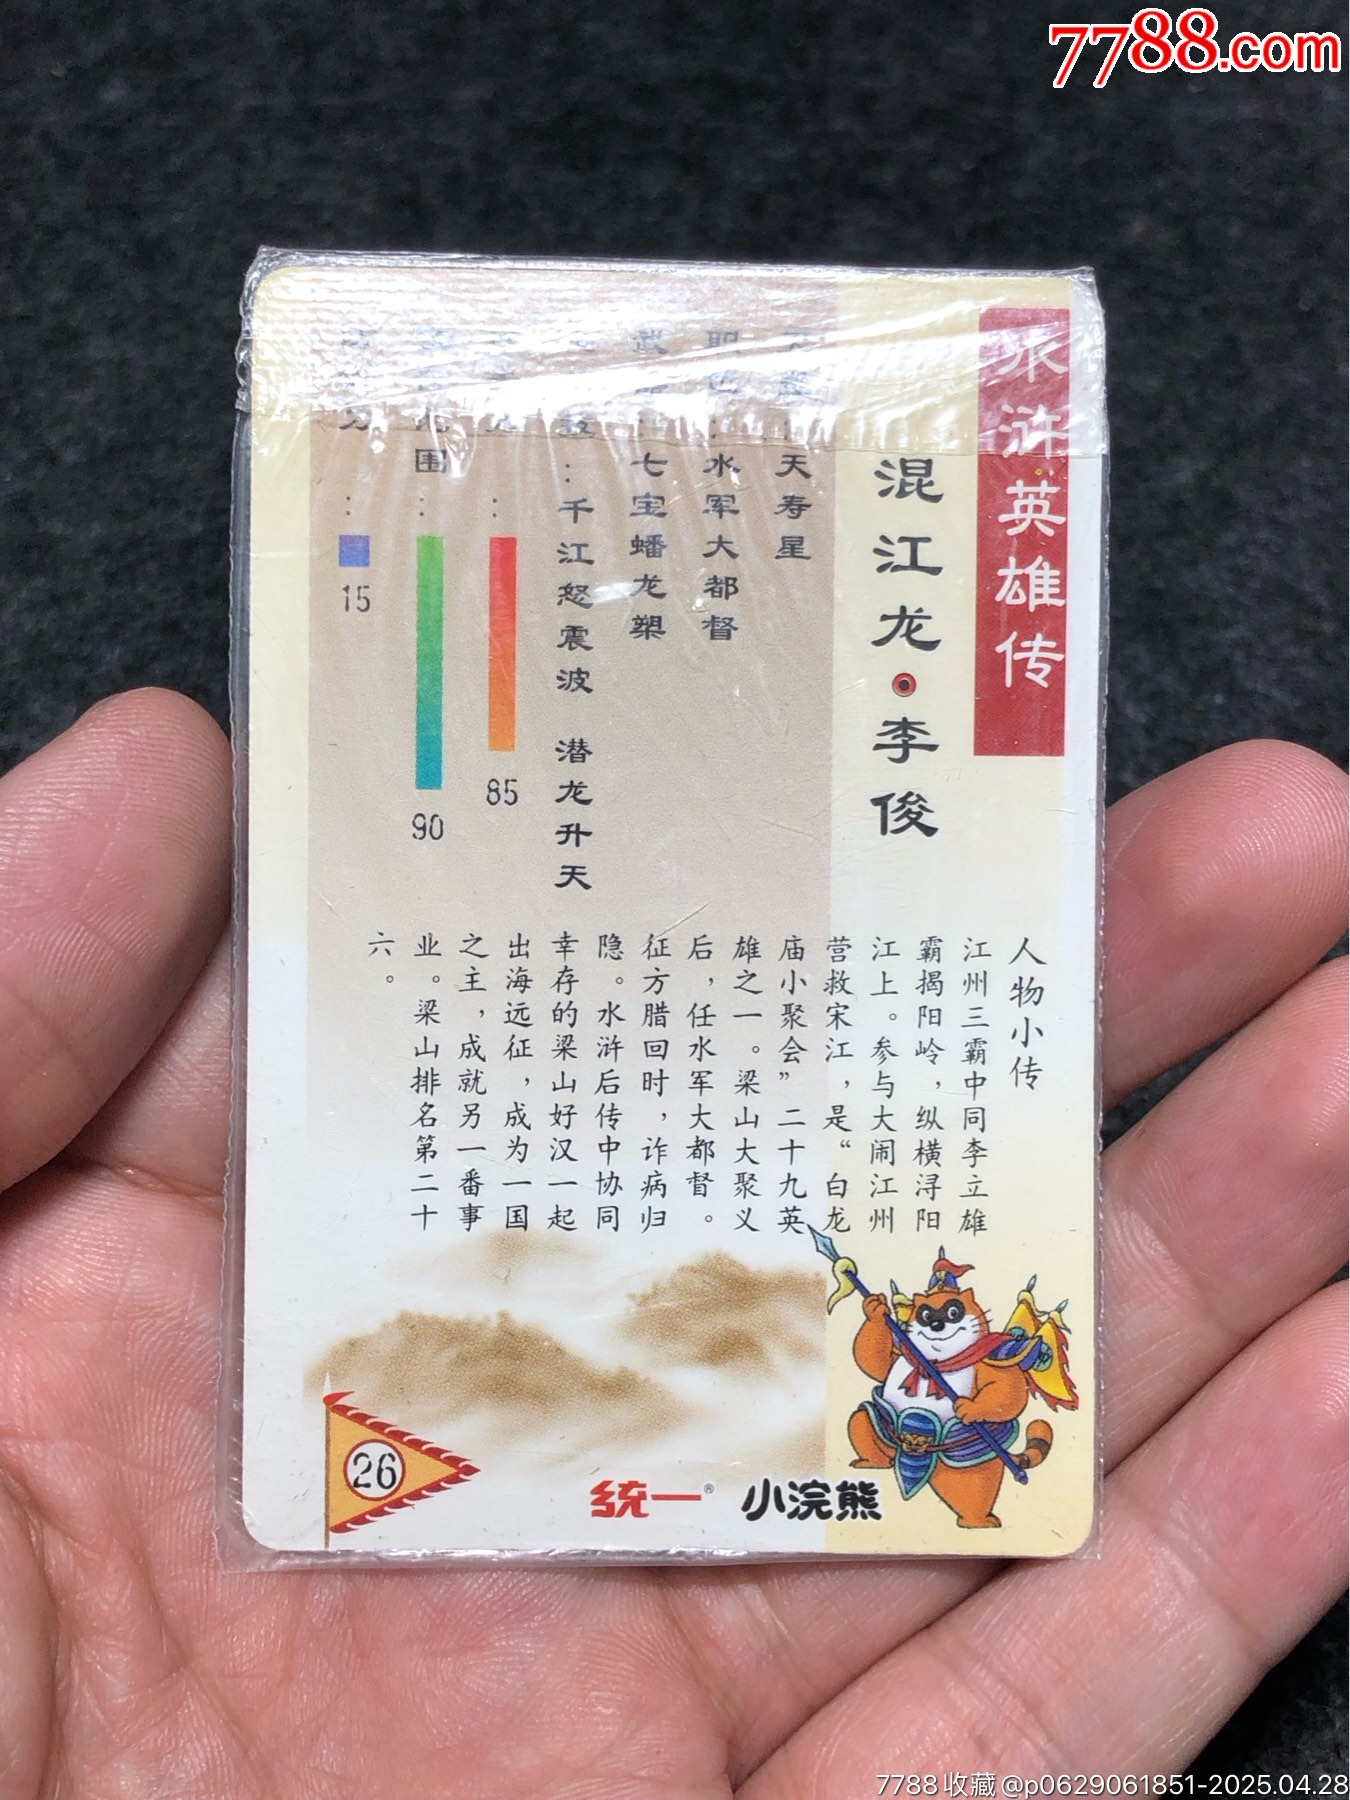 7788.com
水浒英雄传
混江龙·李俊
天寿星
职业：水军大都督
武器：七宝蟠龙槊
：千江怒震波 潜龙升天
：
85
范围：
90
力：
15
人物小传
江州三霸中同李立雄
霸揭阳岭，纵横浔阳
江上。参与大闹江州
营救宋江，是“白龙
庙小聚会”二十九英
雄之一。梁山大聚义
后，任水军大都督。
征方腊回时，诈病归
隐。水浒后传中协同
幸存的梁山好汉一起
出海远征，成为一国
之主，成就另一番事
业。梁山排名第二十
六。
26
统一® 小浣熊
7788收藏@p0629061851-2025.04.28